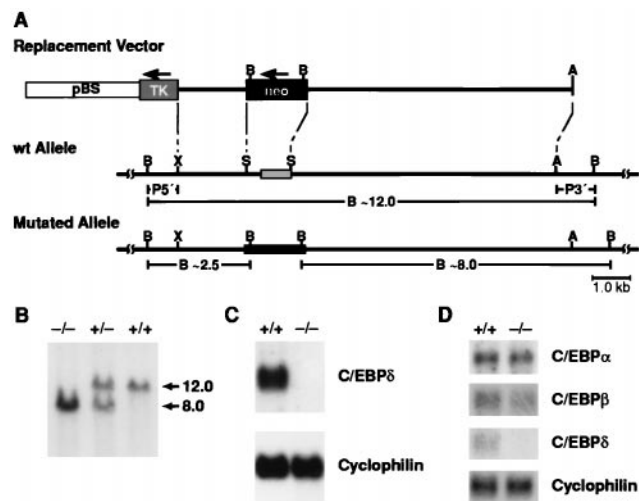 A
Replacement Vector
B B A
pBS TK neo
wt Allele
B X S S A B
P5´ P3´
B ~12.0
Mutated Allele
B X B B A B
B ~2.5 B ~8.0
1.0 kb
B
–/– +/– +/+
12.0
8.0
C
+/+ –/–
C/EBPδ
Cyclophilin
D
+/+ –/–
C/EBPα
C/EBPβ
C/EBPδ
Cyclophilin